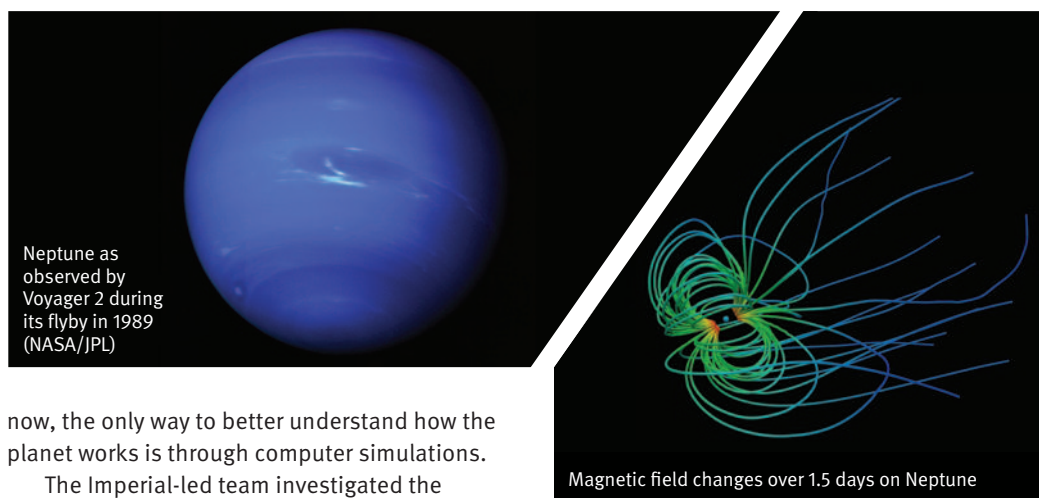 Neptune as
observed by
Voyager 2 during
its flyby in 1989
(NASA/JPL)
now, the only way to better understand how the
planet works is through computer simulations.
The Imperial-led team investigated the
Magnetic field changes over 1.5 days on Neptune